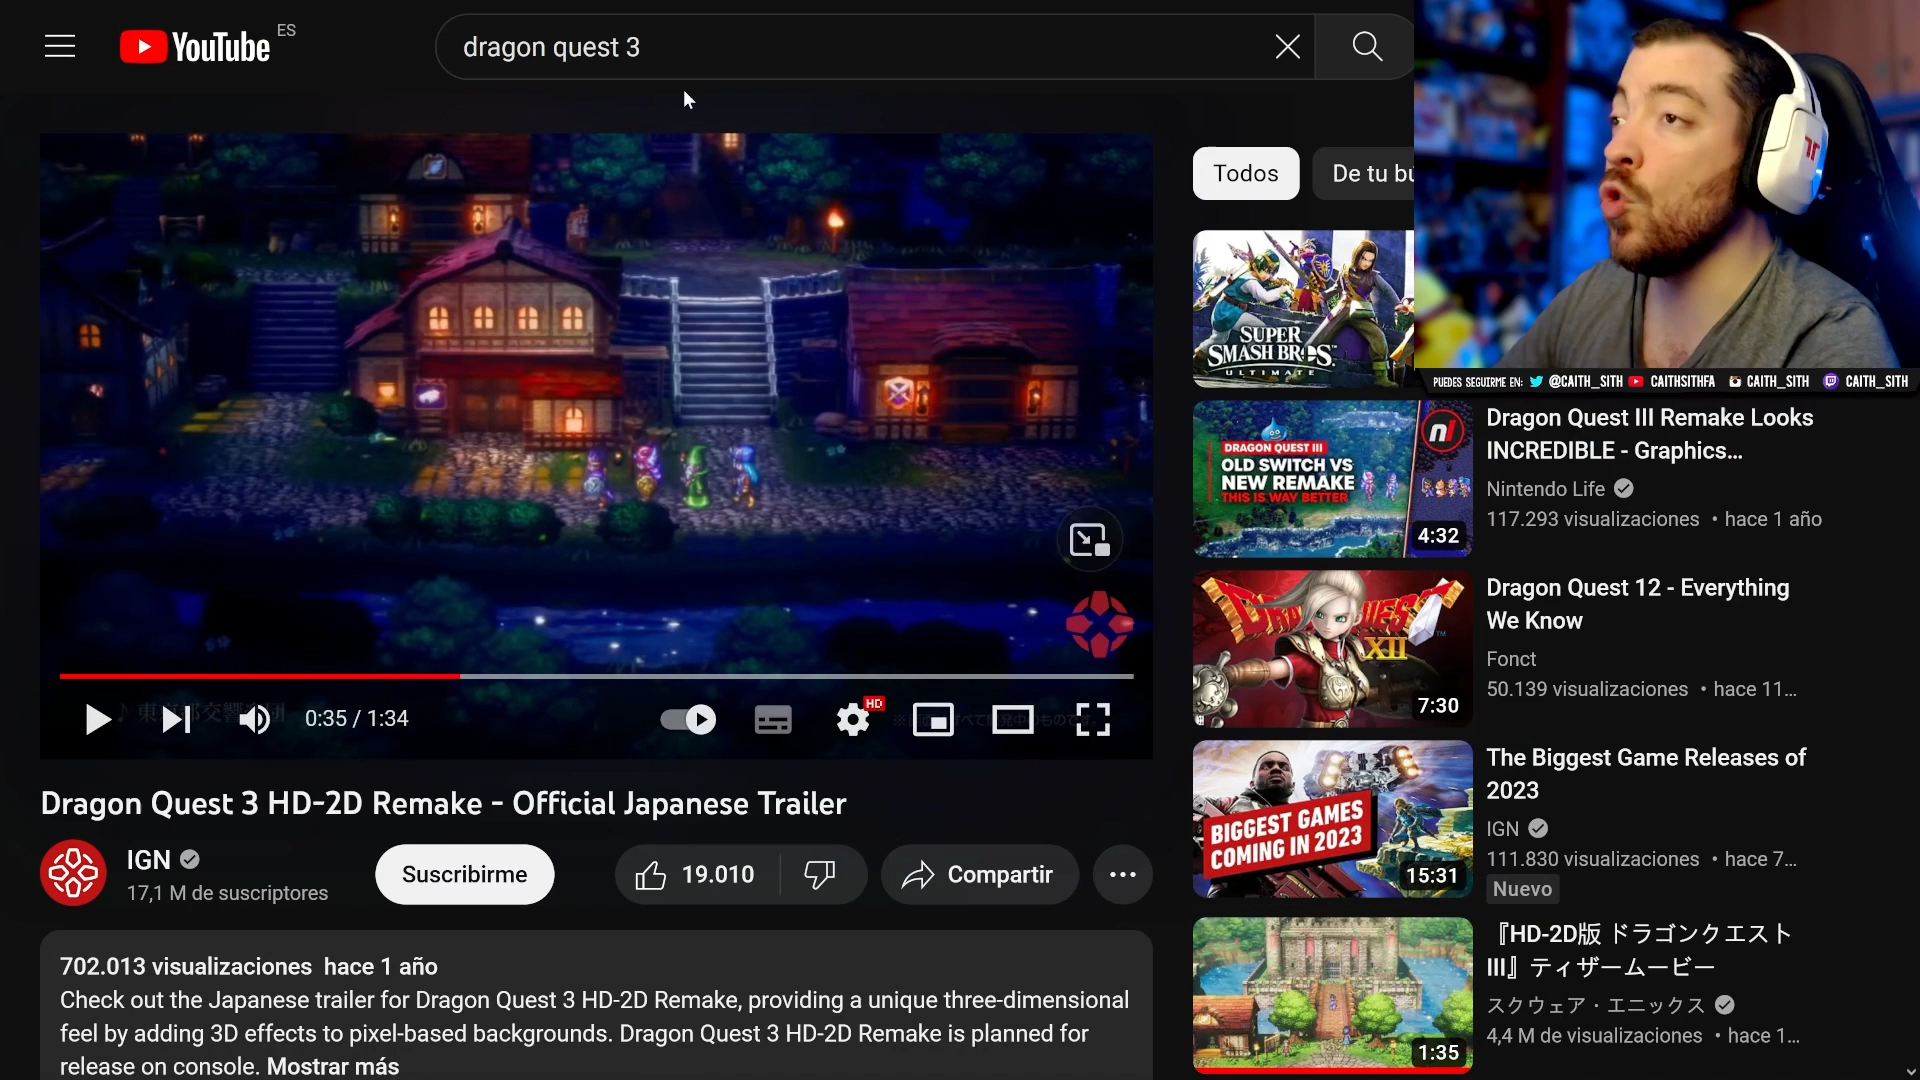 YouTube ES
dragon quest 3
Todos
De tu bú
SUPER
SMASH BROS.
ULTIMATE
PUEDES SEGUIRME EN: @CAITH_SITH CAITHSITHFA CAITH_SITH CAITH_SITH
DRAGON QUEST III
OLD SWITCH VS
NEW REMAKE
THIS IS WAY BETTER
4:32
Dragon Quest III Remake Looks
INCREDIBLE - Graphics...
Nintendo Life
117.293 visualizaciones • hace 1 año
XII
7:30
Dragon Quest 12 - Everything
We Know
Fonct
50.139 visualizaciones • hace 11...
0:35 / 1:34
HD
BIGGEST GAMES
COMING IN 2023
15:31
The Biggest Game Releases of
2023
IGN
111.830 visualizaciones • hace 7...
Nuevo
Dragon Quest 3 HD-2D Remake - Official Japanese Trailer
IGN
17,1 M de suscriptores
Suscribirme
19.010
Compartir
702.013 visualizaciones hace 1 año
Check out the Japanese trailer for Dragon Quest 3 HD-2D Remake, providing a unique three-dimensional
feel by adding 3D effects to pixel-based backgrounds. Dragon Quest 3 HD-2D Remake is planned for
release on console. Mostrar más
1:35
『HD-2D版 ドラゴンクエスト
III』ティザームービー
スクウェア・エニックス
4,4 M de visualizaciones • hace 1...